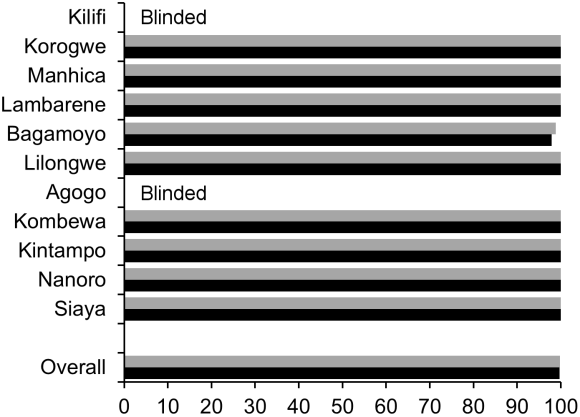 Kilifi Blinded
Korogwe
Manhica
Lambarene
Bagamoyo
Lilongwe
Agogo Blinded
Kombewa
Kintampo
Nanoro
Siaya
Overall
0 10 20 30 40 50 60 70 80 90 100